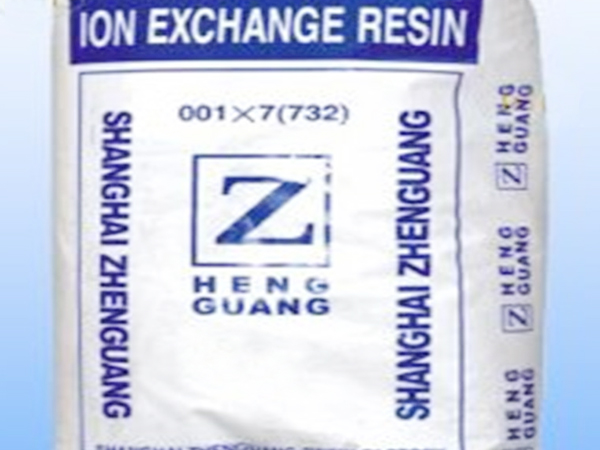 ION EXCHANGE RESIN
001×7(732)
SHANGHAI ZHENGUANG
Z
HENG
GUANG
SHANGHAI ZHENGUANG
Z HENG
GUANG
Z HENG
GUANG
HENG
GUANG